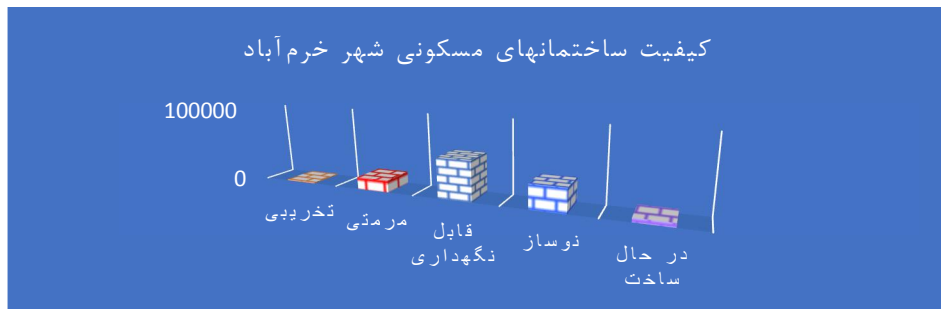 کیفیت ساختمانهای مسکونی شهر خرم‌آباد
100000
0
تخریبی
مرمتی
قابل
نگهداری
نوساز
در حال
ساخت